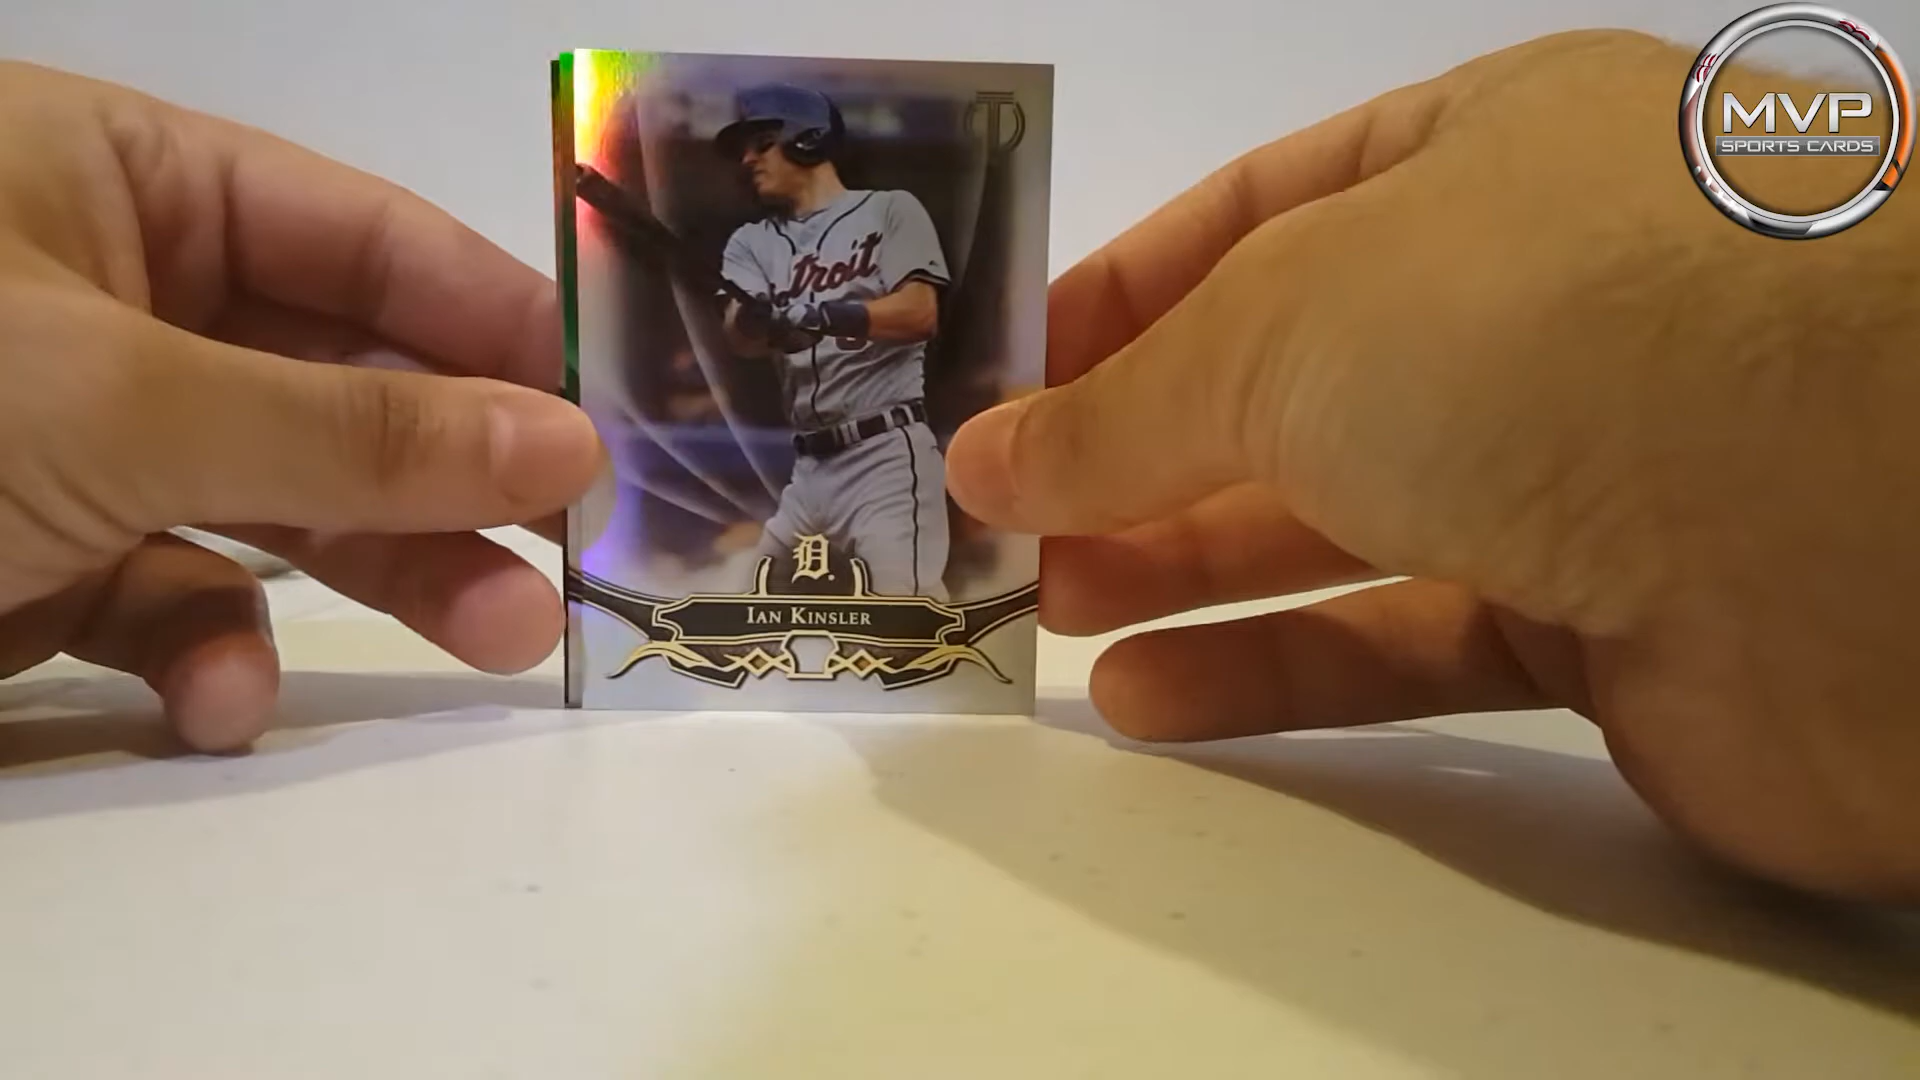 MVP
SPORTS CARDS
Detroit
D
IAN KINSLER